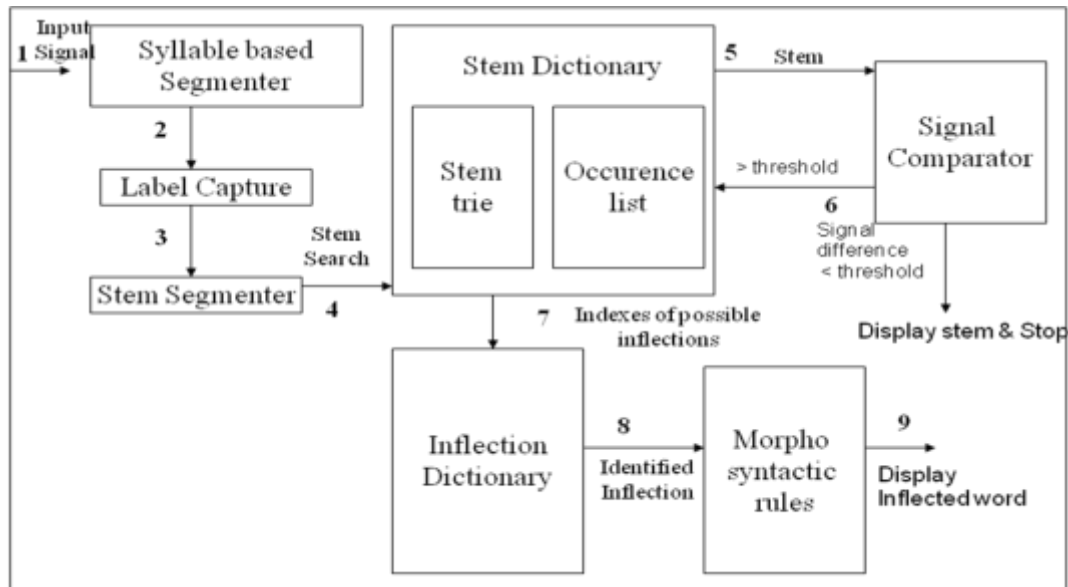 1
Input
Signal
Syllable based
Segmenter
2
Label Capture
3
Stem Segmenter
Stem
Search
4
Stem Dictionary
Stem
trie
Occurence
list
5
Stem
Signal
Comparator
> threshold
6
Signal
difference
< threshold
Display stem & Stop
7
Indexes of possible
inflections
Inflection
Dictionary
8
Identified
Inflection
Morpho
syntactic
rules
9
Display
Inflected word